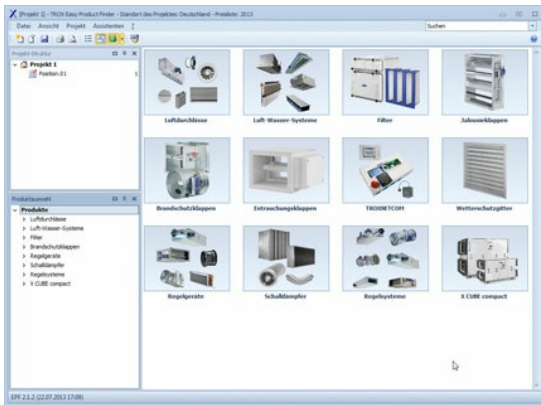 [Projekt 1] - TROX Easy Product Finder - Standort des Projektes: Deutschland - Preisliste: 2013
Datei Ansicht Projekt Assistenten ?
Suchen
Projekt-Struktur
Projekt 1
Position.01 1
Produktauswahl
Produkte
Luftdurchlässe
Luft-Wasser-Systeme
Filter
Brandschutzklappen
Regelgeräte
Schalldämpfer
Regelsysteme
X CUBE compact
Luftdurchlässe Luft-Wasser-Systeme Filter Jalousieklappen
Brandschutzklappen Entrauchungsklappen TROXNETCOM Wetterschutzgitter
Regelgeräte Schalldämpfer Regelsysteme X CUBE compact
EPF 2.1.2 (22.07.2013 17:09)